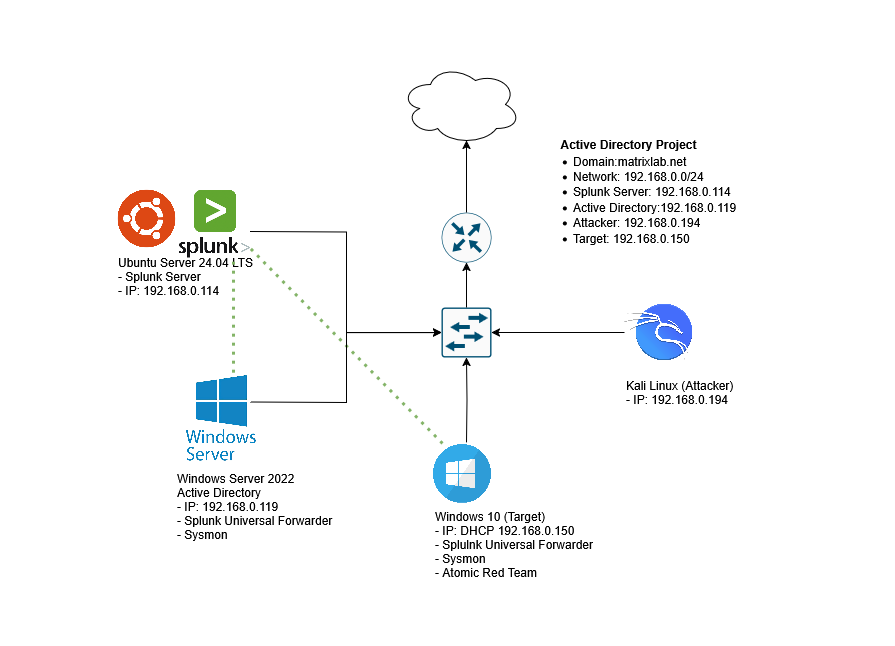 Active Directory Project
Domain:matrixlab.net
Network: 192.168.0.0/24
Splunk Server: 192.168.0.114
Active Directory:192.168.0.119
Attacker: 192.168.0.194
Target: 192.168.0.150
splunk>
Ubuntu Server 24.04 LTS
- Splunk Server
- IP: 192.168.0.114
Kali Linux (Attacker)
- IP: 192.168.0.194
Windows
Server
Windows Server 2022
Active Directory
- IP: 192.168.0.119
- Splunk Universal Forwarder
- Sysmon
Windows 10 (Target)
- IP: DHCP 192.168.0.150
- Splulnk Universal Forwarder
- Sysmon
- Atomic Red Team